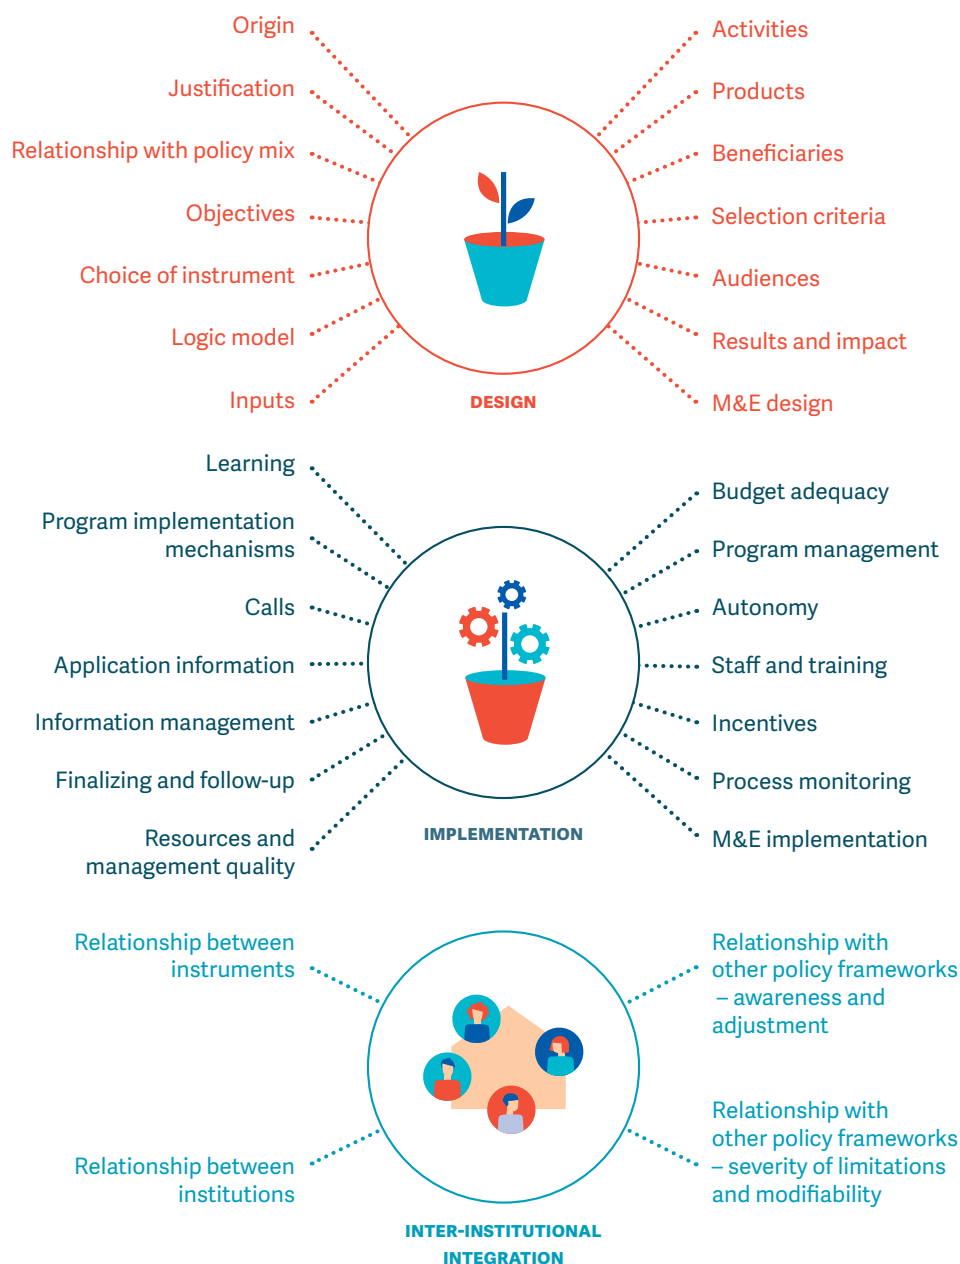 Origin
Justification
Relationship with policy mix
Objectives
Choice of instrument
Logic model
Inputs
Activities
Products
Beneficiaries
Selection criteria
Audiences
Results and impact
M&E design
DESIGN
Learning
Program implementation
mechanisms
Calls
Application information
Information management
Finalizing and follow-up
Resources and
management quality
Budget adequacy
Program management
Autonomy
Staff and training
Incentives
Process monitoring
M&E implementation
IMPLEMENTATION
Relationship between
instruments
Relationship between
institutions
Relationship with
other policy frameworks
– awareness and
adjustment
Relationship with
other policy frameworks
– severity of limitations
and modifiability
INTER-INSTITUTIONAL
INTEGRATION